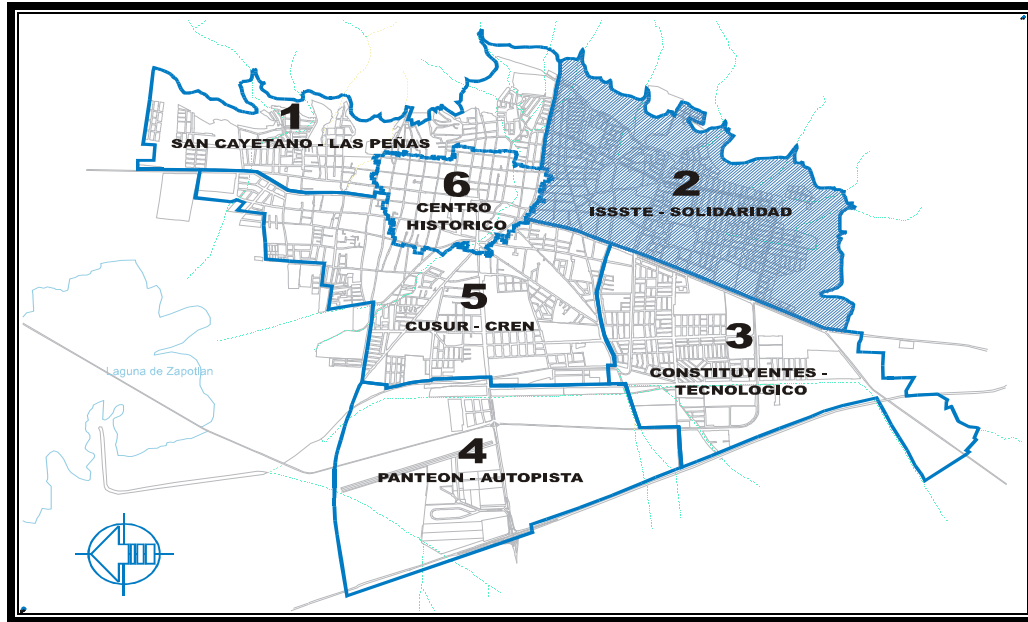 1
SAN CAYETANO - LAS PEÑAS
2
ISSSTE - SOLIDARIDAD
6
CENTRO
HISTORICO
5
CUSUR - CREN
3
CONSTITUYENTES -
TECNOLOGICO
Laguna de Zapotlan
4
PANTEON - AUTOPISTA